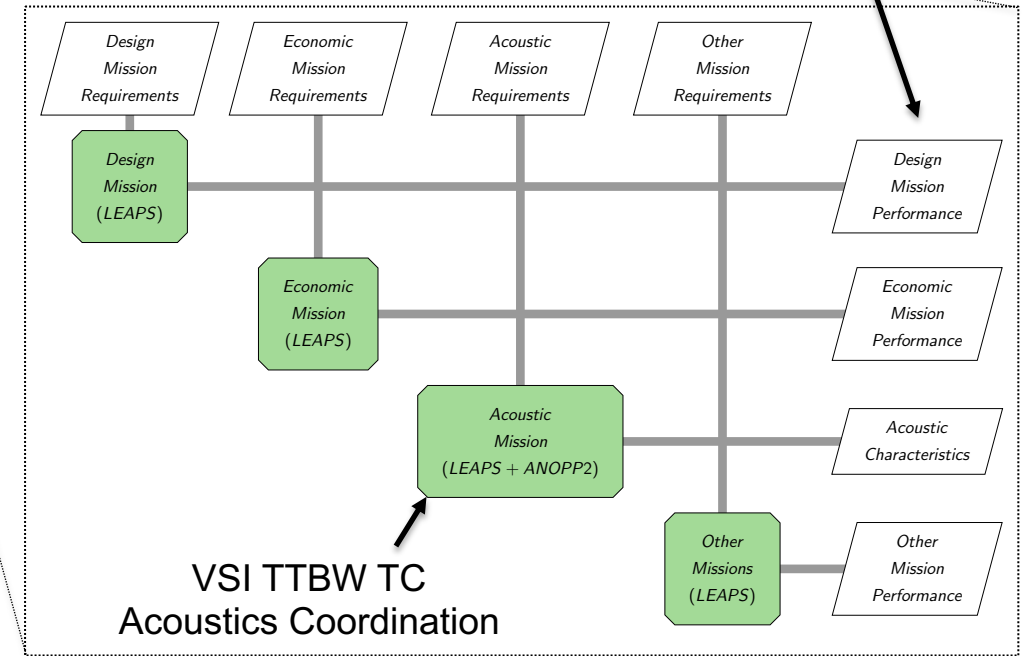 Design
Mission
Requirements
Economic
Mission
Requirements
Acoustic
Mission
Requirements
Other
Mission
Requirements
Design
Mission
(LEAPS)
Design
Mission
Performance
Economic
Mission
(LEAPS)
Economic
Mission
Performance
Acoustic
Mission
(LEAPS + ANOPP2)
Acoustic
Characteristics
Other
Missions
(LEAPS)
Other
Mission
Performance
VSI TTBW TC
Acoustics Coordination